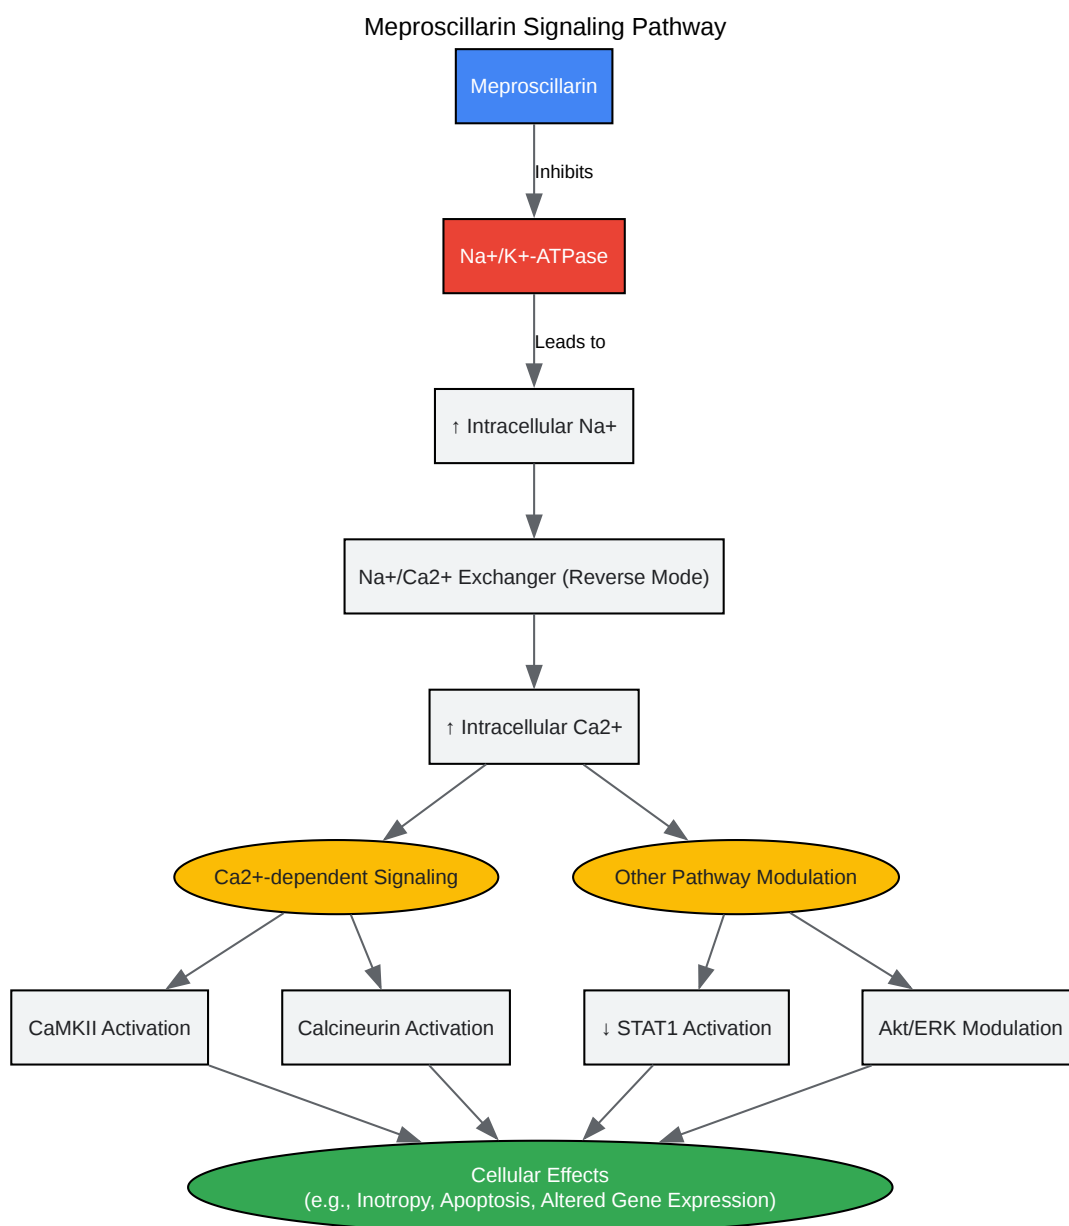 Meproscillarin Signaling Pathway
Meproscillarin
Inhibits
Na+/K+-ATPase
Leads to
↑ Intracellular Na+
Na+/Ca2+ Exchanger (Reverse Mode)
↑ Intracellular Ca2+
Ca2+-dependent Signaling
Other Pathway Modulation
CaMKII Activation
Calcineurin Activation
↓ STAT1 Activation
Akt/ERK Modulation
Cellular Effects
(e.g., Inotropy, Apoptosis, Altered Gene Expression)